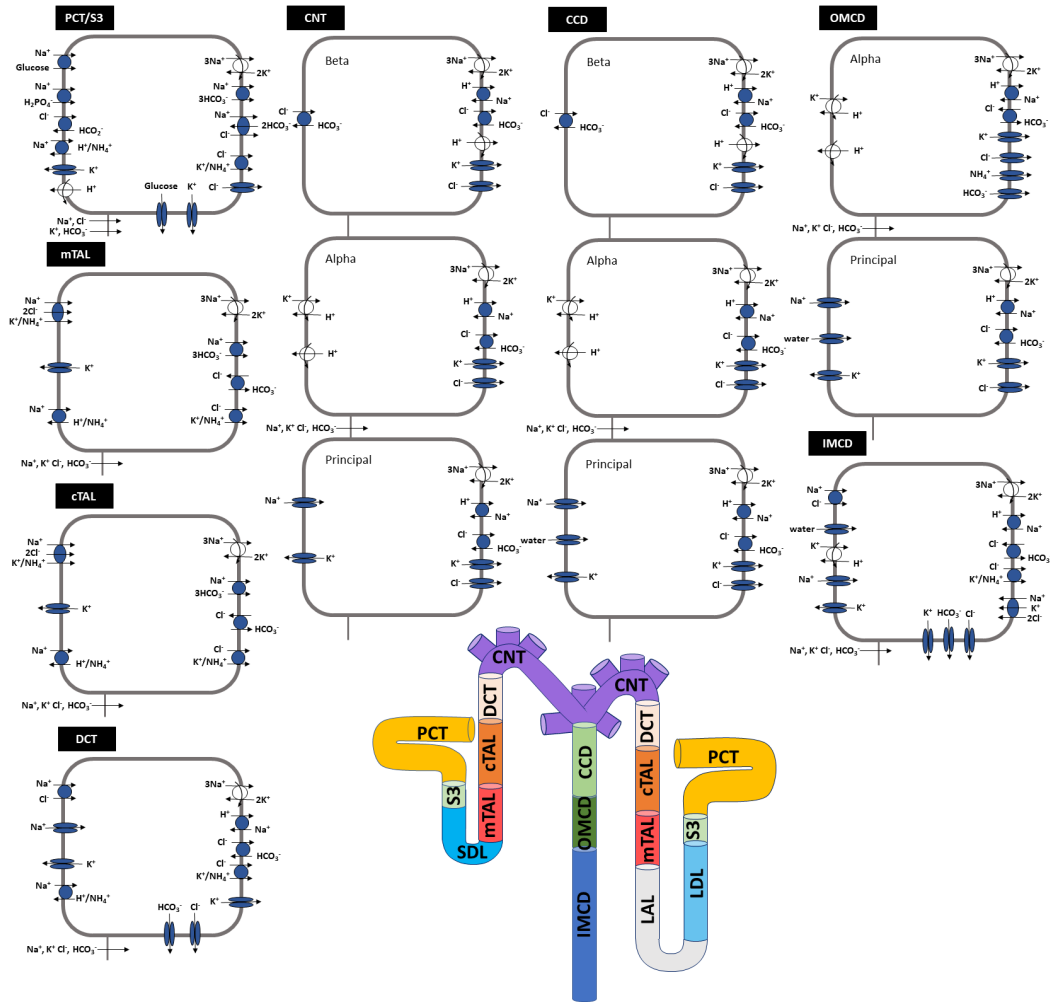 PCT/S3
Na⁺
Glucose
Na⁺
H₂PO₄⁻
Cl⁻
HCO₂⁻
Na⁺
H⁺/NH₄⁺
K⁺
H⁺
3Na⁺
2K⁺
Na⁺
3HCO₃⁻
Na⁺
2HCO₃⁻
Cl⁻
Cl⁻
K⁺/NH₄⁺
Cl⁻
Glucose
K⁺
Na⁺, Cl⁻
K⁺, HCO₃⁻
CNT
Beta
Cl⁻
HCO₃⁻
3Na⁺
2K⁺
H⁺
Na⁺
Cl⁻
HCO₃⁻
H⁺
K⁺
Cl⁻
Alpha
K⁺
H⁺
H⁺
3Na⁺
2K⁺
H⁺
Na⁺
Cl⁻
HCO₃⁻
K⁺
Cl⁻
Na⁺, K⁺ Cl⁻, HCO₃⁻
Principal
Na⁺
K⁺
3Na⁺
2K⁺
H⁺
Na⁺
Cl⁻
HCO₃⁻
K⁺
Cl⁻
CCD
Beta
Cl⁻
HCO₃⁻
3Na⁺
2K⁺
H⁺
Na⁺
Cl⁻
HCO₃⁻
H⁺
K⁺
Cl⁻
Alpha
K⁺
H⁺
H⁺
3Na⁺
2K⁺
H⁺
Na⁺
Cl⁻
HCO₃⁻
K⁺
Cl⁻
Na⁺, K⁺ Cl⁻, HCO₃⁻
Principal
Na⁺
water
K⁺
3Na⁺
2K⁺
H⁺
Na⁺
Cl⁻
HCO₃⁻
K⁺
Cl⁻
OMCD
Alpha
K⁺
H⁺
H⁺
3Na⁺
2K⁺
H⁺
Na⁺
Cl⁻
HCO₃⁻
K⁺
Cl⁻
NH₄⁺
HCO₃⁻
Na⁺, K⁺ Cl⁻, HCO₃⁻
Principal
Na⁺
water
K⁺
3Na⁺
2K⁺
H⁺
Na⁺
Cl⁻
HCO₃⁻
K⁺
Cl⁻
mTAL
Na⁺
2Cl⁻
K⁺/NH₄⁺
K⁺
Na⁺
H⁺/NH₄⁺
3Na⁺
2K⁺
Na⁺
3HCO₃⁻
Cl⁻
HCO₃⁻
Cl⁻
K⁺/NH₄⁺
Na⁺, K⁺ Cl⁻, HCO₃⁻
cTAL
Na⁺
2Cl⁻
K⁺/NH₄⁺
K⁺
Na⁺
H⁺/NH₄⁺
3Na⁺
2K⁺
Na⁺
3HCO₃⁻
Cl⁻
HCO₃⁻
Cl⁻
K⁺/NH₄⁺
Na⁺, K⁺ Cl⁻, HCO₃⁻
IMCD
Na⁺
Cl⁻
water
K⁺
H⁺
Na⁺
K⁺
3Na⁺
2K⁺
H⁺
Na⁺
Cl⁻
HCO₃
Cl⁻
K⁺/NH₄⁺
Na⁺
K⁺
2Cl⁻
K⁺
HCO₃⁻
Cl⁻
Na⁺, K⁺ Cl⁻, HCO₃⁻
DCT
Na⁺
Cl⁻
Na⁺
K⁺
Na⁺
H⁺/NH₄⁺
3Na⁺
2K⁺
H⁺
Na⁺
Cl⁻
HCO₃⁻
Cl⁻
K⁺/NH₄⁺
K⁺
HCO₃⁻
Cl⁻
Na⁺, K⁺ Cl⁻, HCO₃⁻
PCT
S3
SDL
mTAL
cTAL
DCT
CNT
CCD
OMCD
IMCD
CNT
DCT
cTAL
mTAL
LAL
LDL
S3
PCT